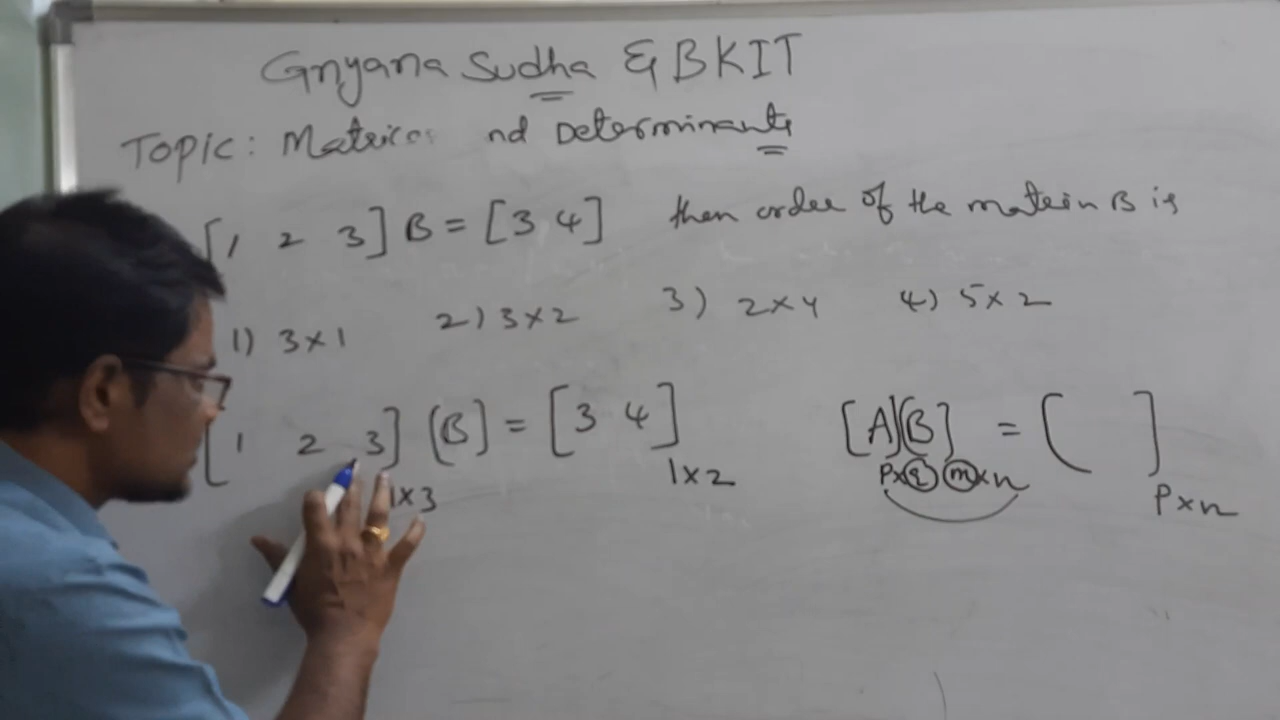 Gnyana Sudha & BKIT
Topic: Matrices nd Determinants
[1 2 3] B = [3 4] then order of the matrix B is
1) 3×1 2) 3×2 3) 2×4 4) 5×2
[1 2 3] [B] = [3 4] [A][B] = [ ]
1×3 1×2 p×q m×n p×n